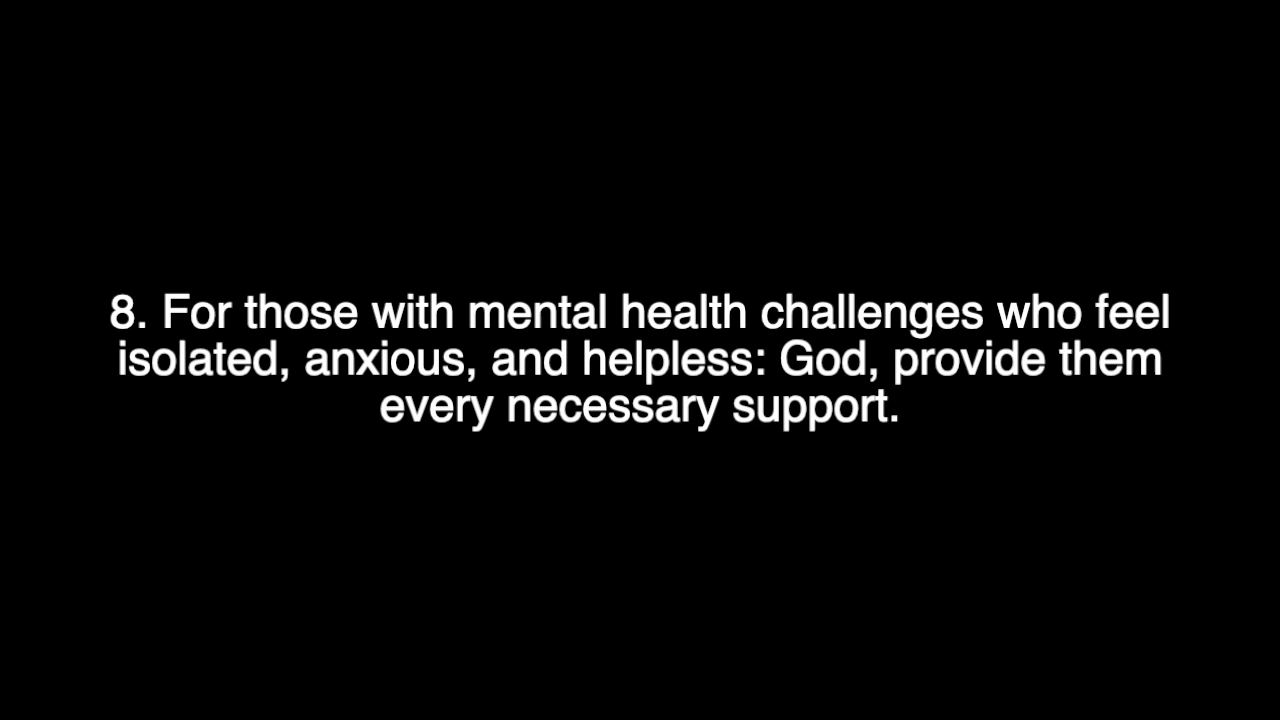 8. For those with mental health challenges who feel
isolated, anxious, and helpless: God, provide them
every necessary support.